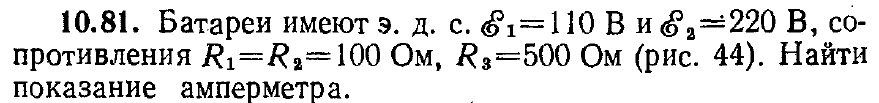 10.81. Батареи имеют э. д. с. ℰ₁=110 В и ℰ₂=220 В, со-
противления R₁=R₂=100 Ом, R₃=500 Ом (рис. 44). Найти
показание амперметра.